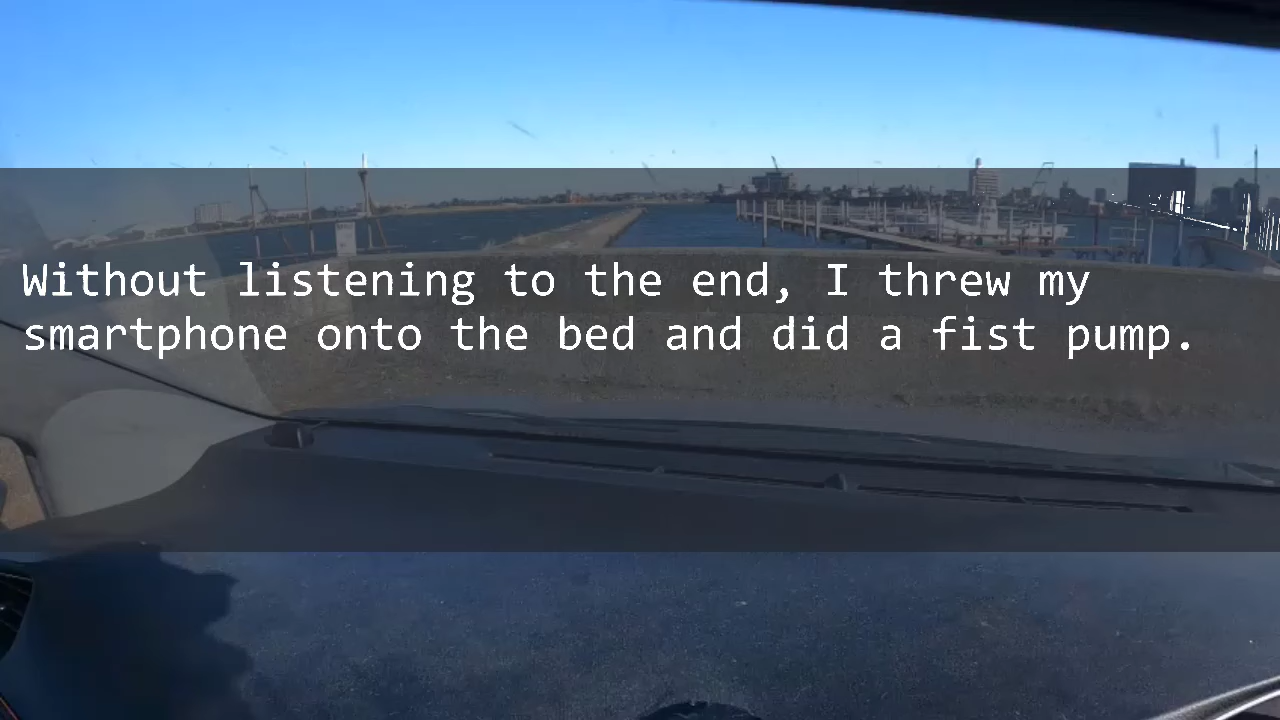 Without listening to the end, I threw my
smartphone onto the bed and did a fist pump.